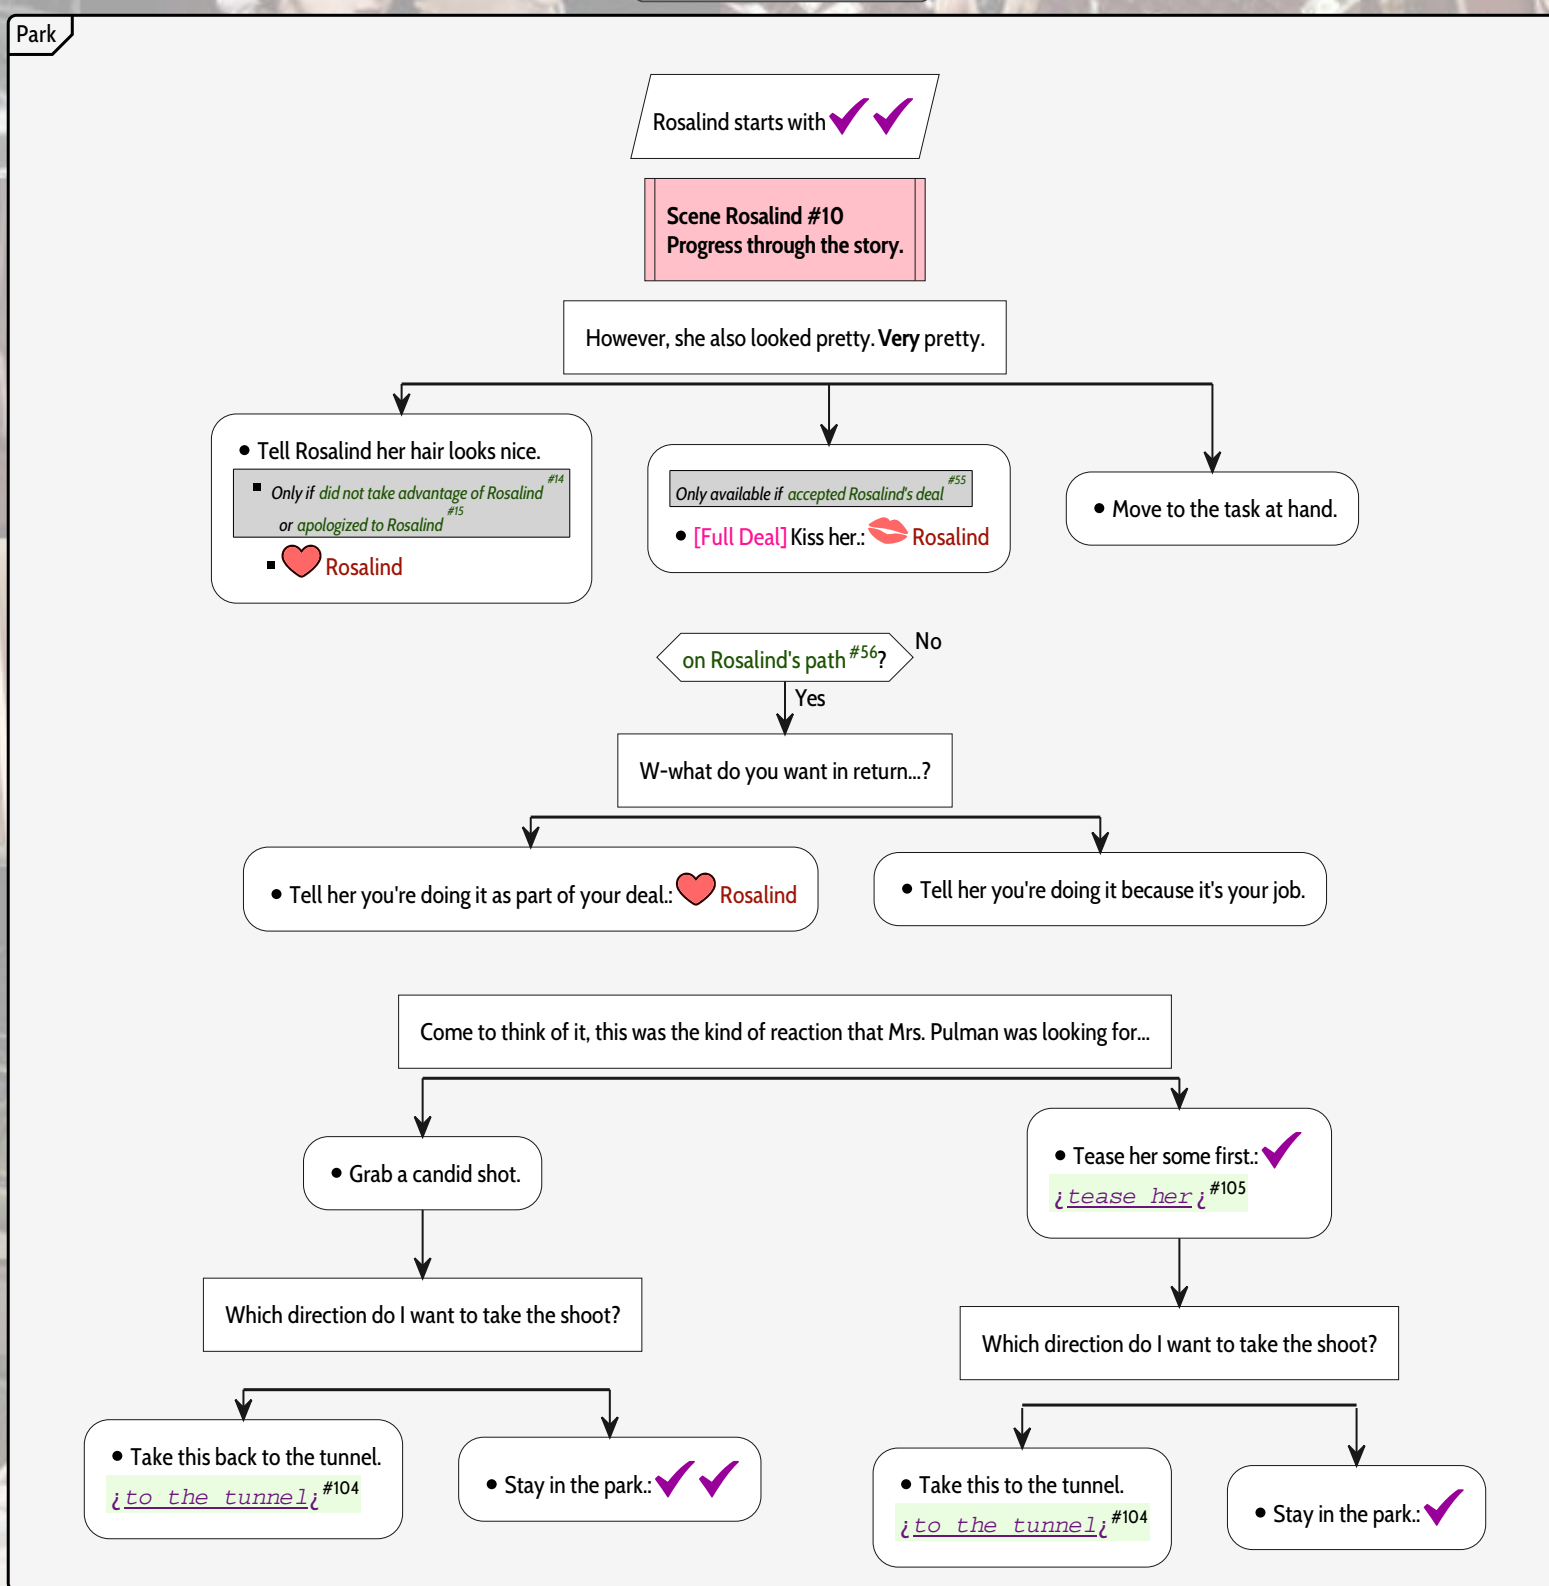 Park
Rosalind starts with
Scene Rosalind #10
Progress through the story.
However, she also looked pretty. Very pretty.
Tell Rosalind her hair looks nice.
Only if did not take advantage of Rosalind #14
or apologized to Rosalind #15
Rosalind
Only available if accepted Rosalind's deal #55
[Full Deal] Kiss her.: Rosalind
Move to the task at hand.
on Rosalind's path #56?
No
Yes
W-what do you want in return...?
Tell her you're doing it as part of your deal.: Rosalind
Tell her you're doing it because it's your job.
Come to think of it, this was the kind of reaction that Mrs. Pulman was looking for...
Grab a candid shot.
Tease her some first.:
¿tease her¿ #105
Which direction do I want to take the shoot?
Which direction do I want to take the shoot?
Take this back to the tunnel.
¿to the tunnel¿ #104
Stay in the park.:
Take this to the tunnel.
¿to the tunnel¿ #104
Stay in the park.: